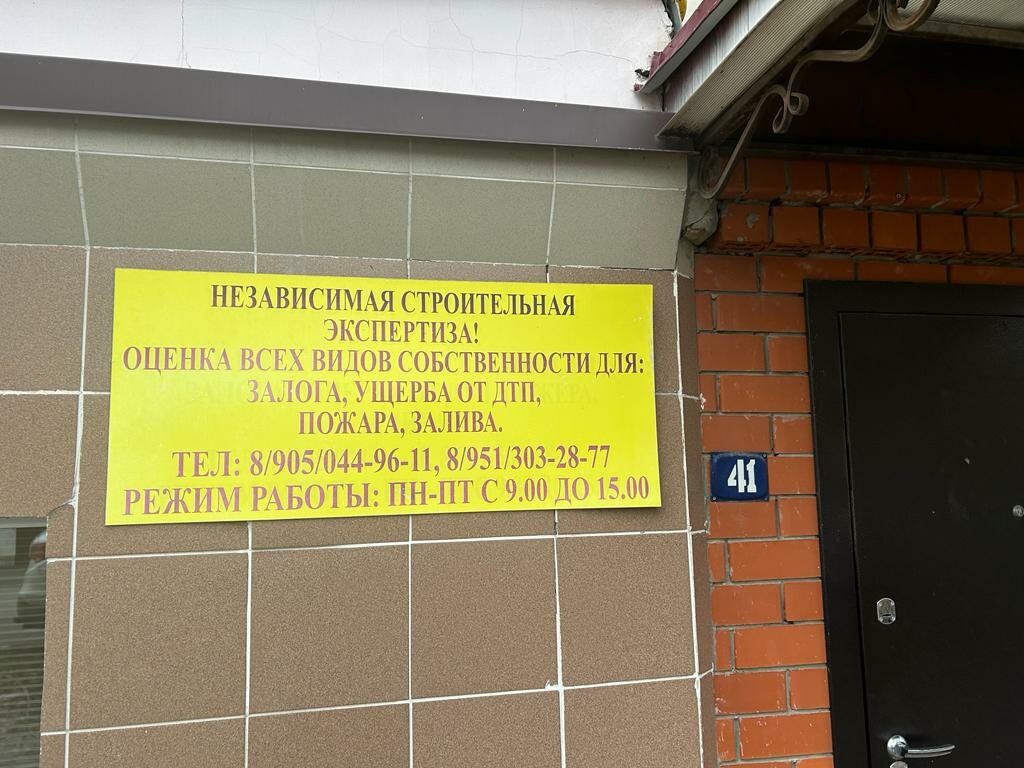 НЕЗАВИСИМАЯ СТРОИТЕЛЬНАЯ
ЭКСПЕРТИЗА!
ОЦЕНКА ВСЕХ ВИДОВ СОБСТВЕННОСТИ ДЛЯ:
ЗАЛОГА, УЩЕРБА ОТ ДТП,
ПОЖАРА, ЗАЛИВА.
ТЕЛ: 8/905/044-96-11, 8/951/303-28-77
РЕЖИМ РАБОТЫ: ПН-ПТ С 9.00 ДО 15.00
41